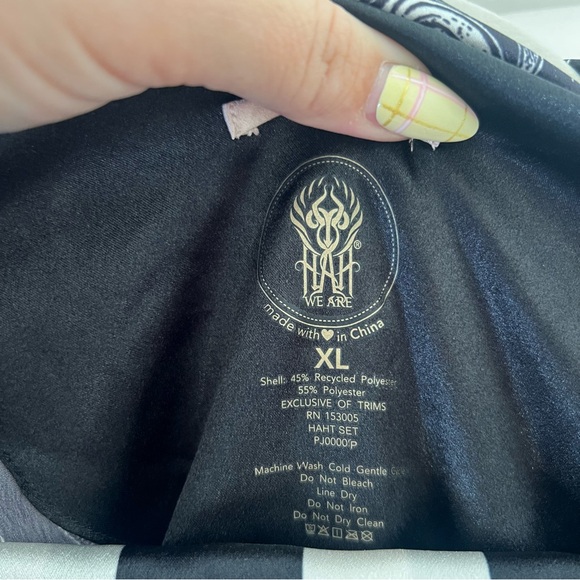 HAH®
WE ARE
made with ❤ in China
XL
Shell: 45% Recycled Polyester
55% Polyester
EXCLUSIVE OF TRIMS
RN 153005
HAHT SET
PJ0000'P
Machine Wash Cold Gentle
Do Not Bleach
Line Dry
Do Not Iron
Do Not Dry Clean